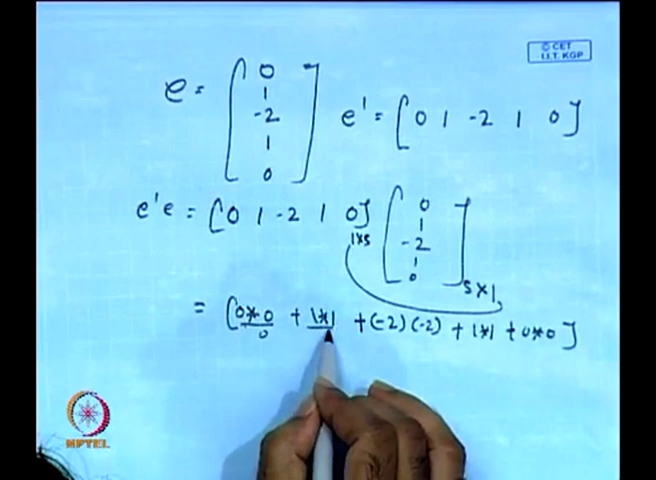 © CET
I.I.T. KGP
e = [0 1 -2 1 0] e' = [0 1 -2 1 0]
e'e = [0 1 -2 1 0]1×5 [0 1 -2 1 0]5×1
= [0*0 + 1*1 + (-2)(-2) + 1*1 + 0*0]
0
NPTEL